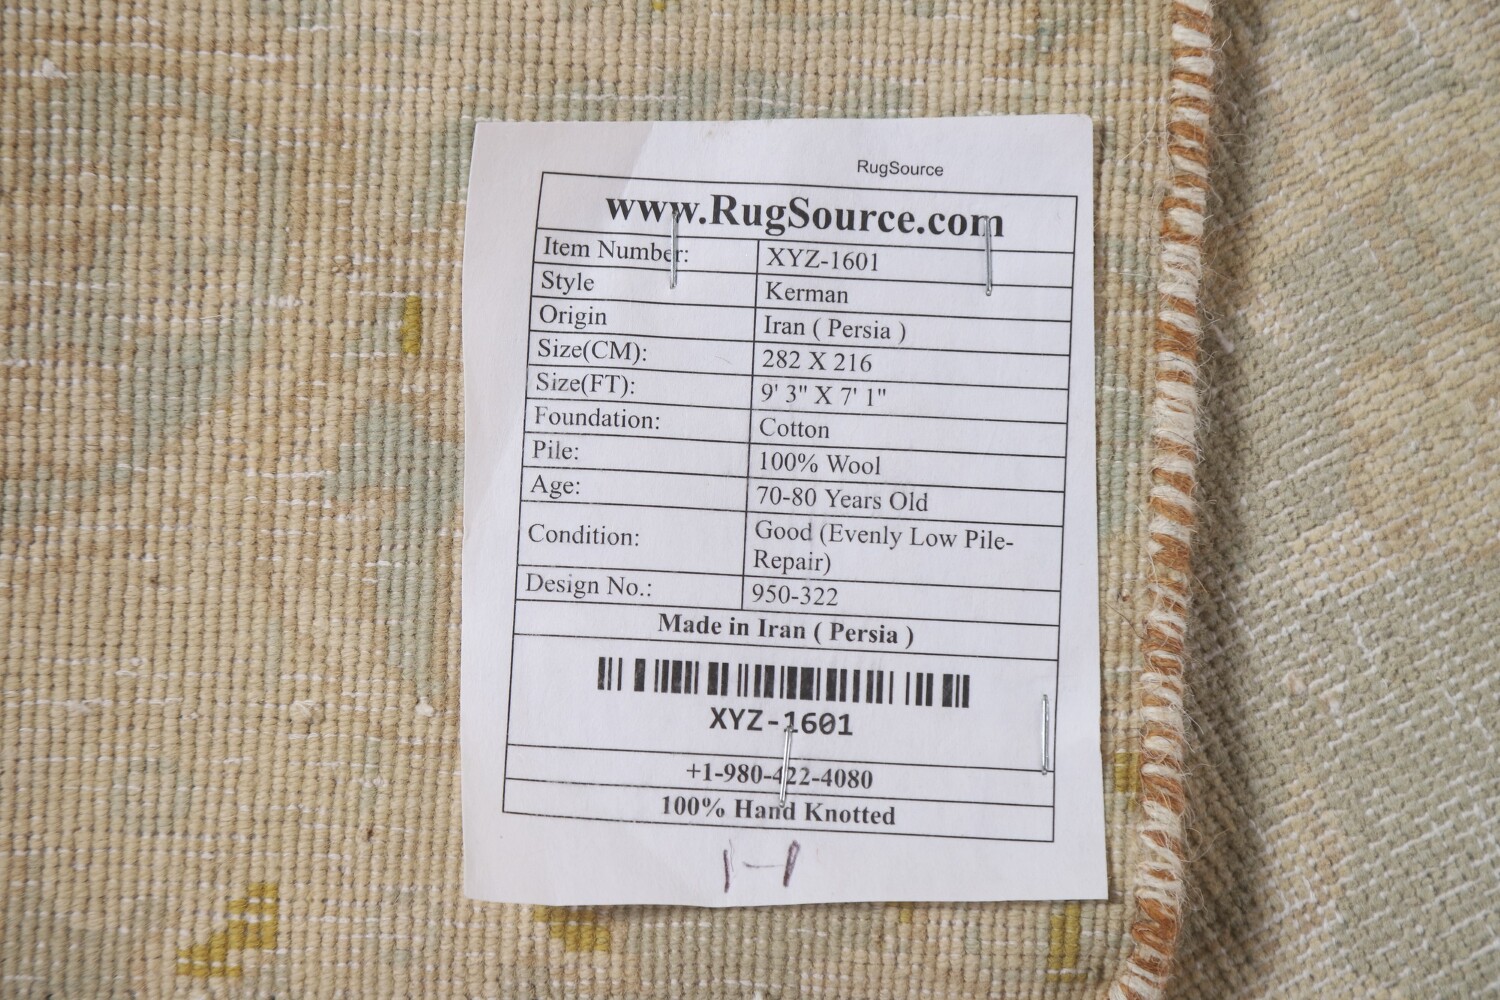 RugSource
www.RugSource.com
Item Number: XYZ-1601
Style Kerman
Origin Iran ( Persia )
Size(CM): 282 X 216
Size(FT): 9' 3" X 7' 1"
Foundation: Cotton
Pile: 100% Wool
Age: 70-80 Years Old
Condition: Good (Evenly Low Pile-
Repair)
Design No.: 950-322
Made in Iran ( Persia )
XYZ-1601
+1-980-422-4080
100% Hand Knotted
1-1